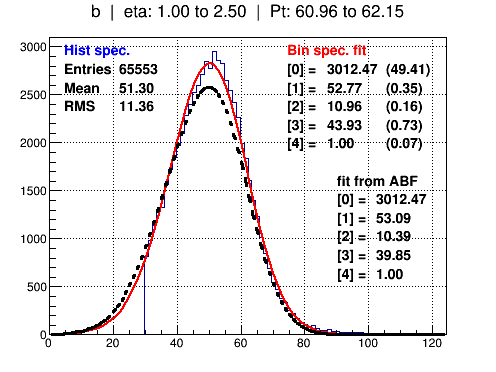 b | eta: 1.00 to 2.50 | Pt: 60.96 to 62.15
Hist spec.
Entries 65553
Mean 51.30
RMS 11.36
Bin spec. fit
[0] = 3012.47 (49.41)
[1] = 52.77 (0.35)
[2] = 10.96 (0.16)
[3] = 43.93 (0.73)
[4] = 1.00 (0.07)
fit from ABF
[0] = 3012.47
[1] = 53.09
[2] = 10.39
[3] = 39.85
[4] = 1.00
3000
2500
2000
1500
1000
500
0
0 20 40 60 80 100 120